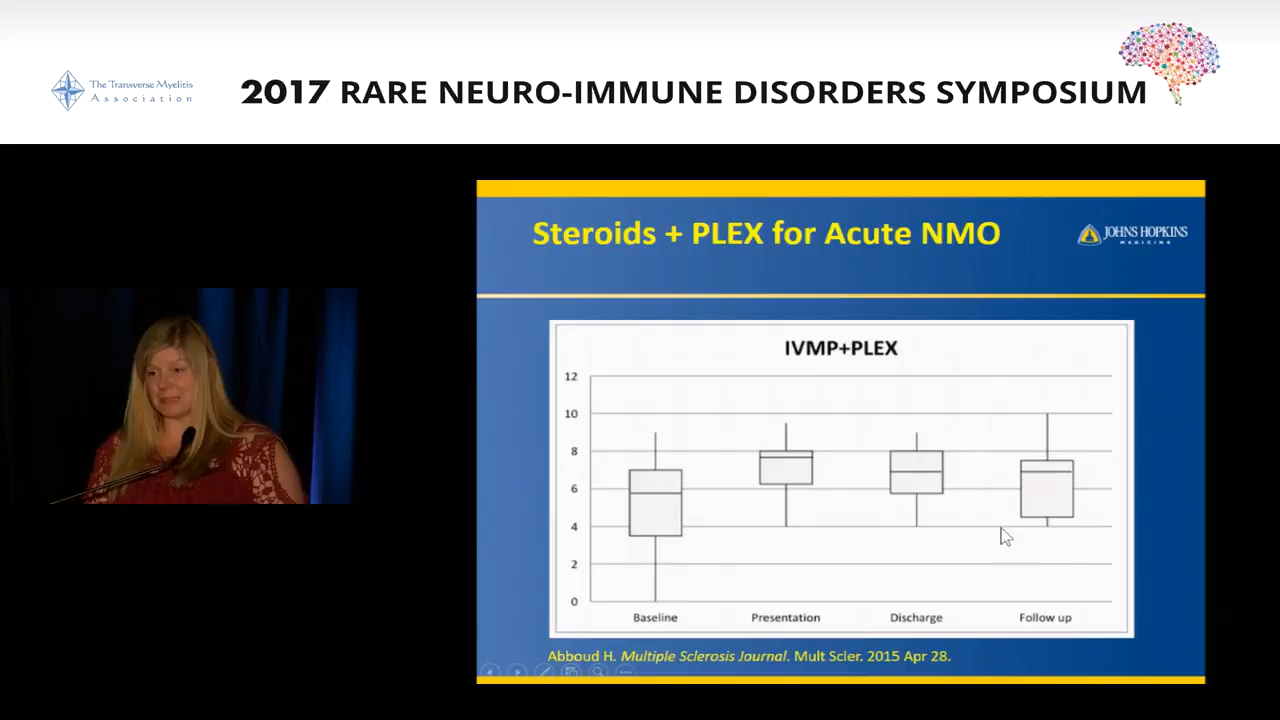 The Transverse Myelitis
Association
2017 RARE NEURO-IMMUNE DISORDERS SYMPOSIUM
Steroids + PLEX for Acute NMO
JOHNS HOPKINS
MEDICINE
IVMP+PLEX
12
10
8
6
4
2
0
Baseline Presentation Discharge Follow up
Abboud H. Multiple Sclerosis Journal. Mult Scler. 2015 Apr 28.